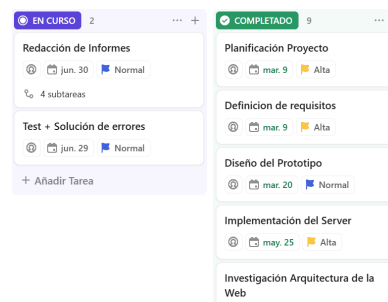 EN CURSO 2
Redacción de Informes
jun. 30 Normal
4 subtareas
Test + Solución de errores
jun. 29 Normal
+ Añadir Tarea
COMPLETADO 9
Planificación Proyecto
mar. 9 Alta
Definicion de requisitos
mar. 9 Alta
Diseño del Prototipo
mar. 20 Normal
Implementación del Server
may. 25 Alta
Investigación Arquitectura de la
Web